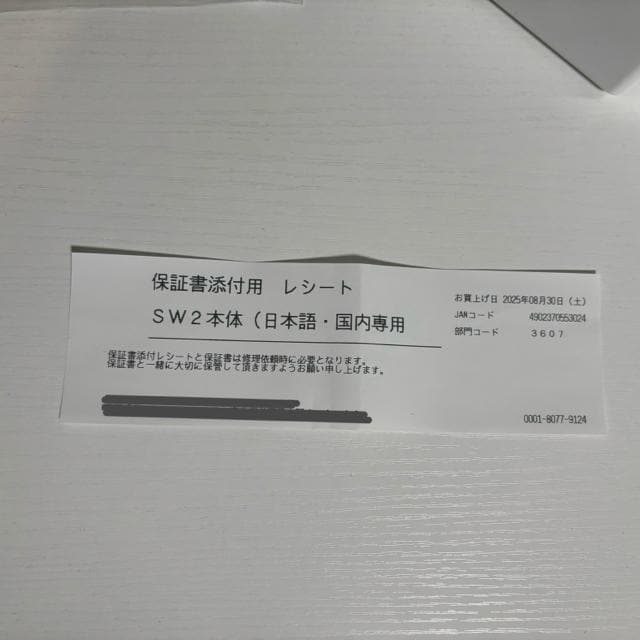 保証書添付用　レシート
ＳＷ２本体（日本語・国内専用
お買上げ日 2025年08月30日（土）
JANコード 4902370553024
部門コード ３６０７
保証書添付レシートと保証書は修理依頼時に必要となります。
保証書と一緒に大切に保管して頂きますようお願い申し上げます。
0001-8077-9124